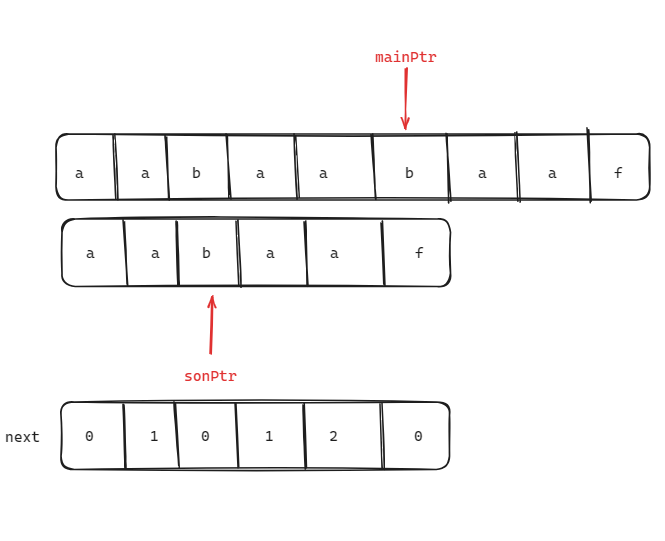 mainPtr
a a b a a b a a f
a a b a a f
sonPtr
next 0 1 0 1 2 0